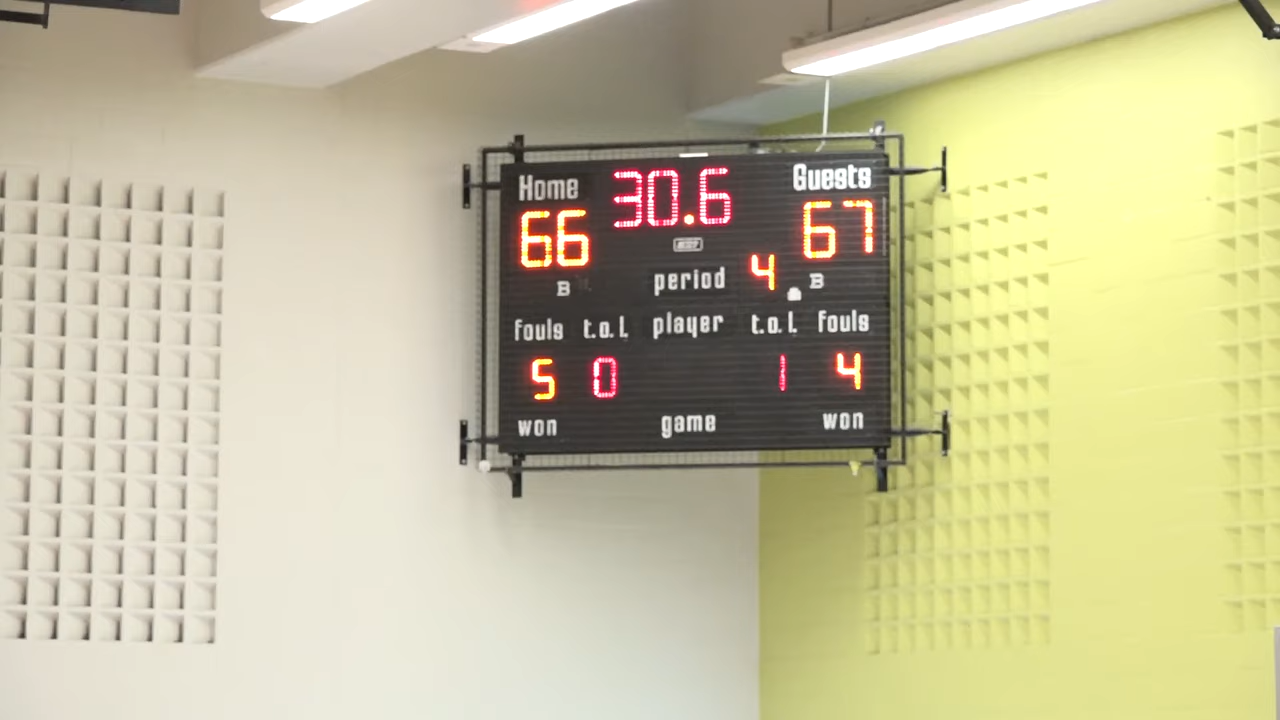 Home 30.6 Guests
66 67
period 4
B B
fouls t.o.l. player t.o.l. fouls
5 0 1 4
won game won